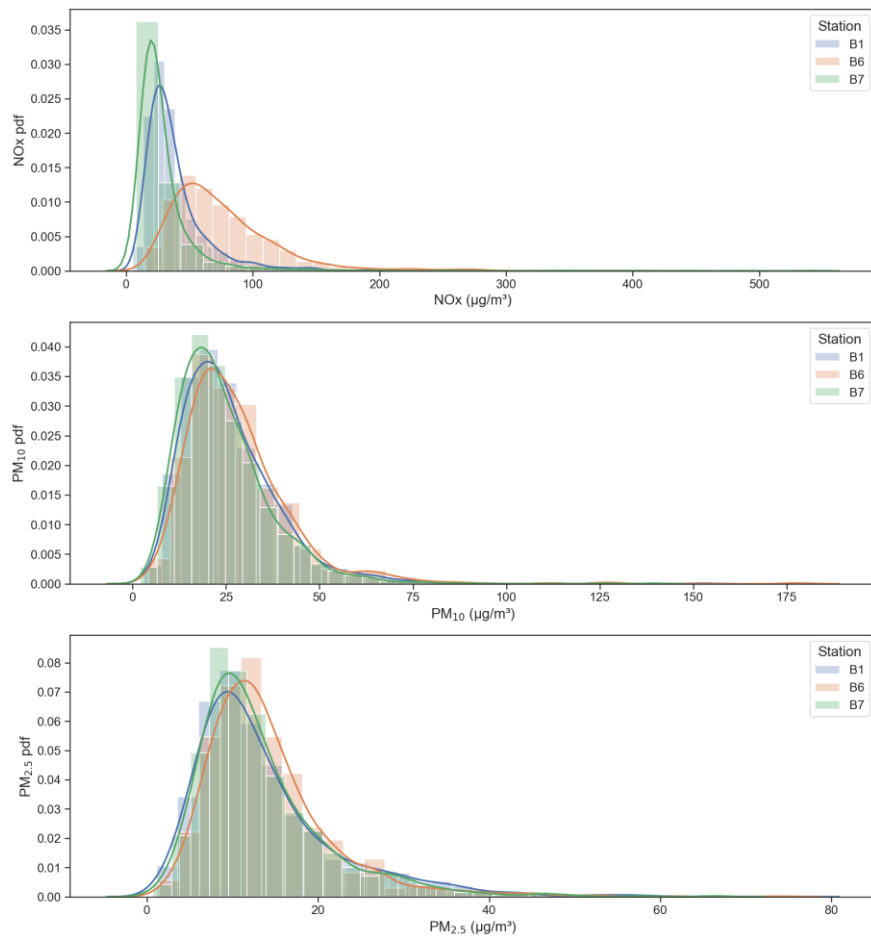 0.035
0.030
0.025
0.020
0.015
0.010
0.005
0.000
NOx pdf
0
100
200
300
400
500
NOx (µg/m³)
Station
B1
B6
B7
0.040
0.035
0.030
0.025
0.020
0.015
0.010
0.005
0.000
PM₁₀ pdf
0
25
50
75
100
125
150
175
PM₁₀ (µg/m³)
Station
B1
B6
B7
0.08
0.07
0.06
0.05
0.04
0.03
0.02
0.01
0.00
PM₂.₅ pdf
0
20
40
60
80
PM₂.₅ (µg/m³)
Station
B1
B6
B7